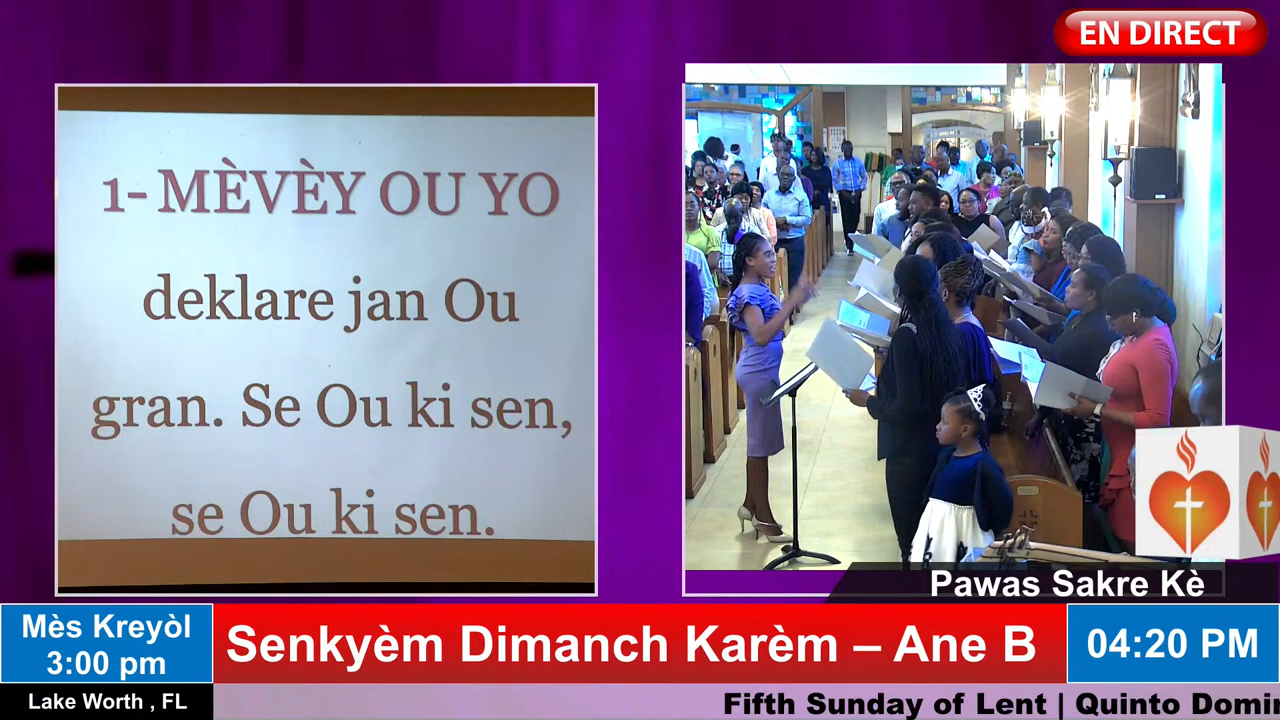 EN DIRECT
1- MÈVÈY OU YO
deklare jan Ou
gran. Se Ou ki sen,
se Ou ki sen.
Pawas Sakre Kè
Mès Kreyòl
3:00 pm
Senkyèm Dimanch Karèm – Ane B
04:20 PM
Lake Worth , FL
Fifth Sunday of Lent | Quinto Domin